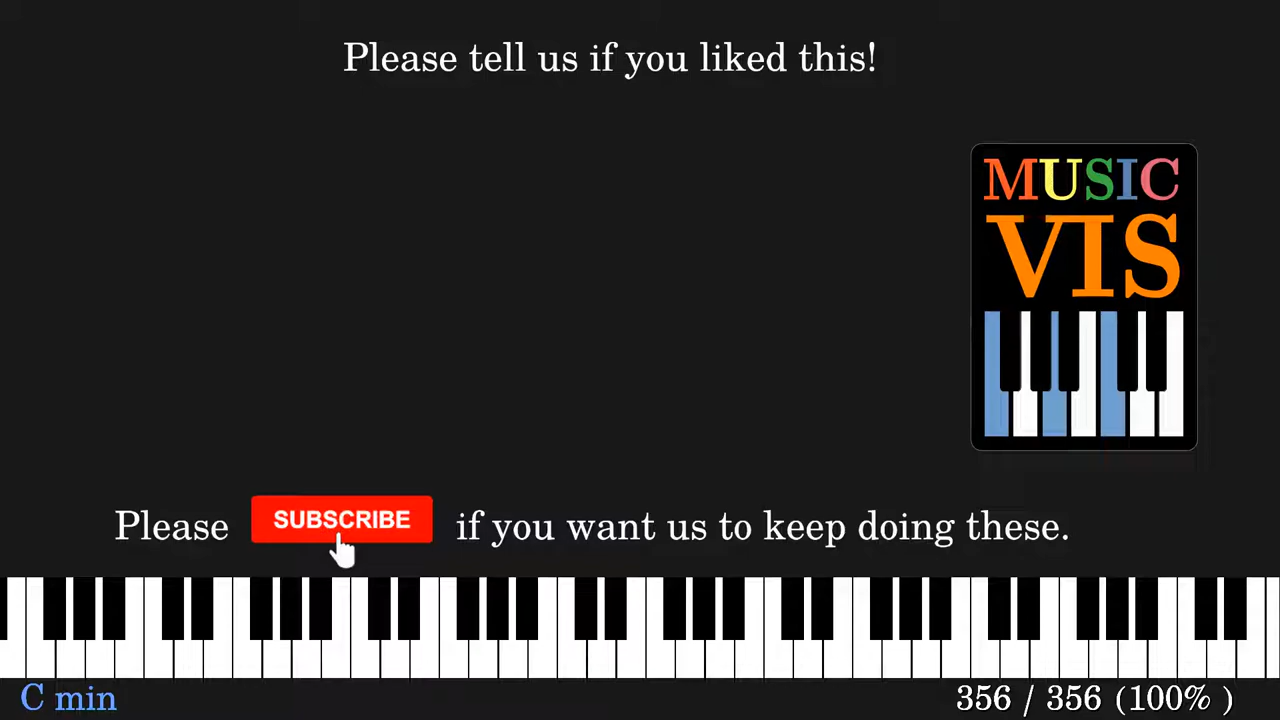 Please tell us if you liked this!
MUSIC
VIS
Please SUBSCRIBE if you want us to keep doing these.
C min
356 / 356 (100% )